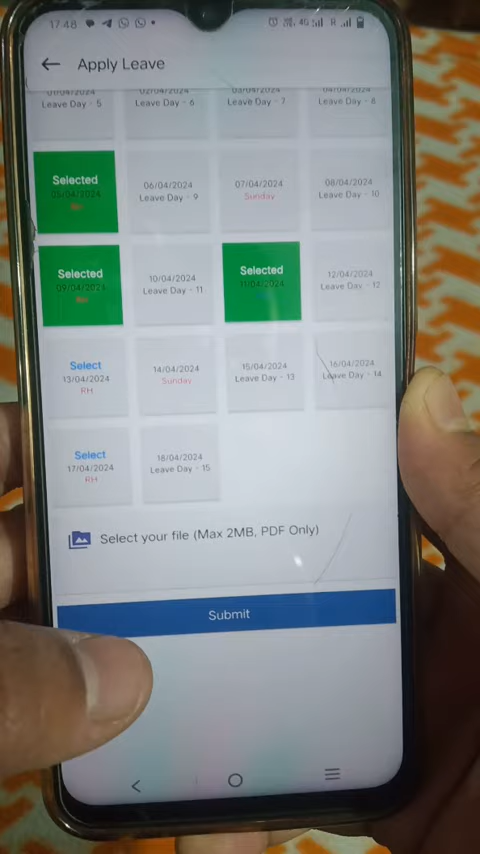 17:48
4G
R
Apply Leave
01/04/2024 02/04/2024 03/04/2024 04/04/2024
Leave Day - 5 Leave Day - 6 Leave Day - 7 Leave Day - 8
Selected
05/04/2024
06/04/2024
Leave Day - 9
07/04/2024
Sunday
08/04/2024
Leave Day - 10
Selected
09/04/2024
10/04/2024
Leave Day - 11
Selected
11/04/2024
12/04/2024
Leave Day - 12
Select
13/04/2024
RH
14/04/2024
Sunday
15/04/2024
Leave Day - 13
16/04/2024
Leave Day - 14
Select
17/04/2024
RH
18/04/2024
Leave Day - 15
Select your file (Max 2MB, PDF Only)
Submit